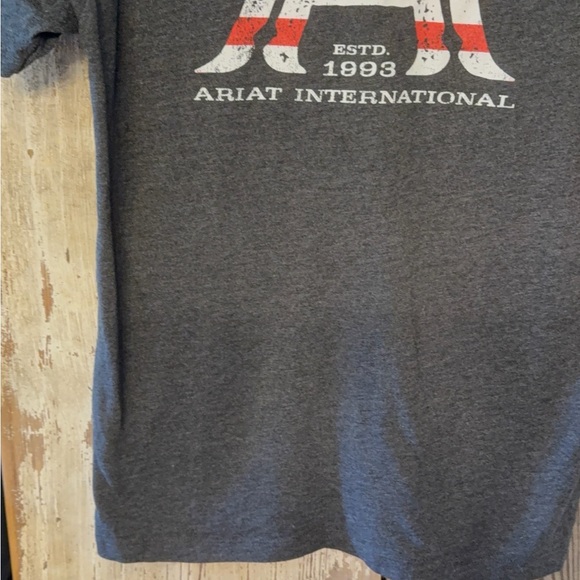 ESTD.
1993
ARIAT INTERNATIONAL